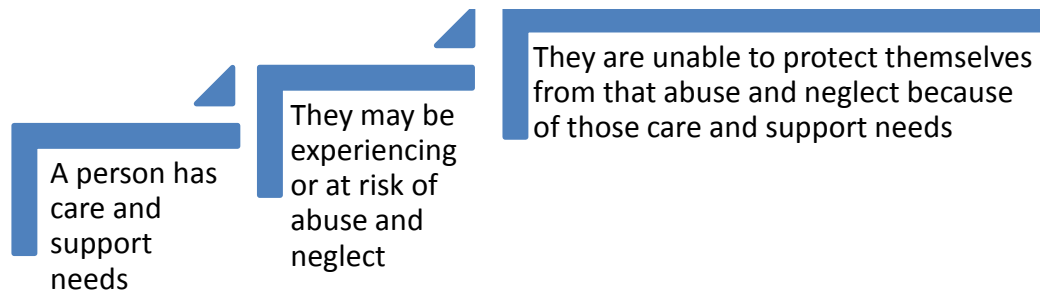 A person has
care and
support
needs
They may be
experiencing
or at risk of
abuse and
neglect
They are unable to protect themselves
from that abuse and neglect because
of those care and support needs